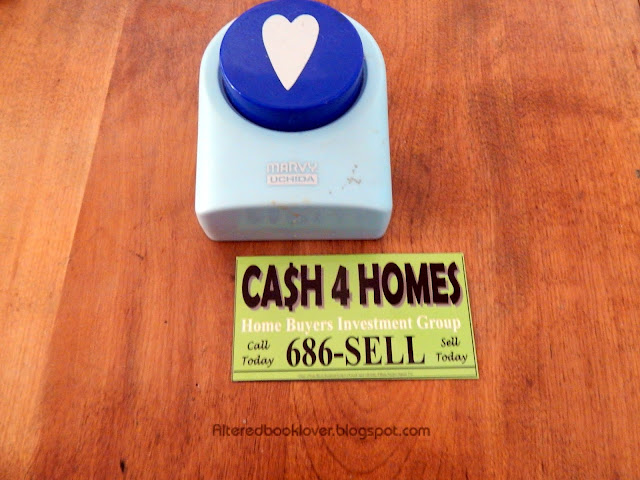 MARVY
UCHIDA
CA$H 4 HOMES
Home Buyers Investment Group
Call Today
686-SELL
Sell Today
Alteredbooklover.blogspot.com